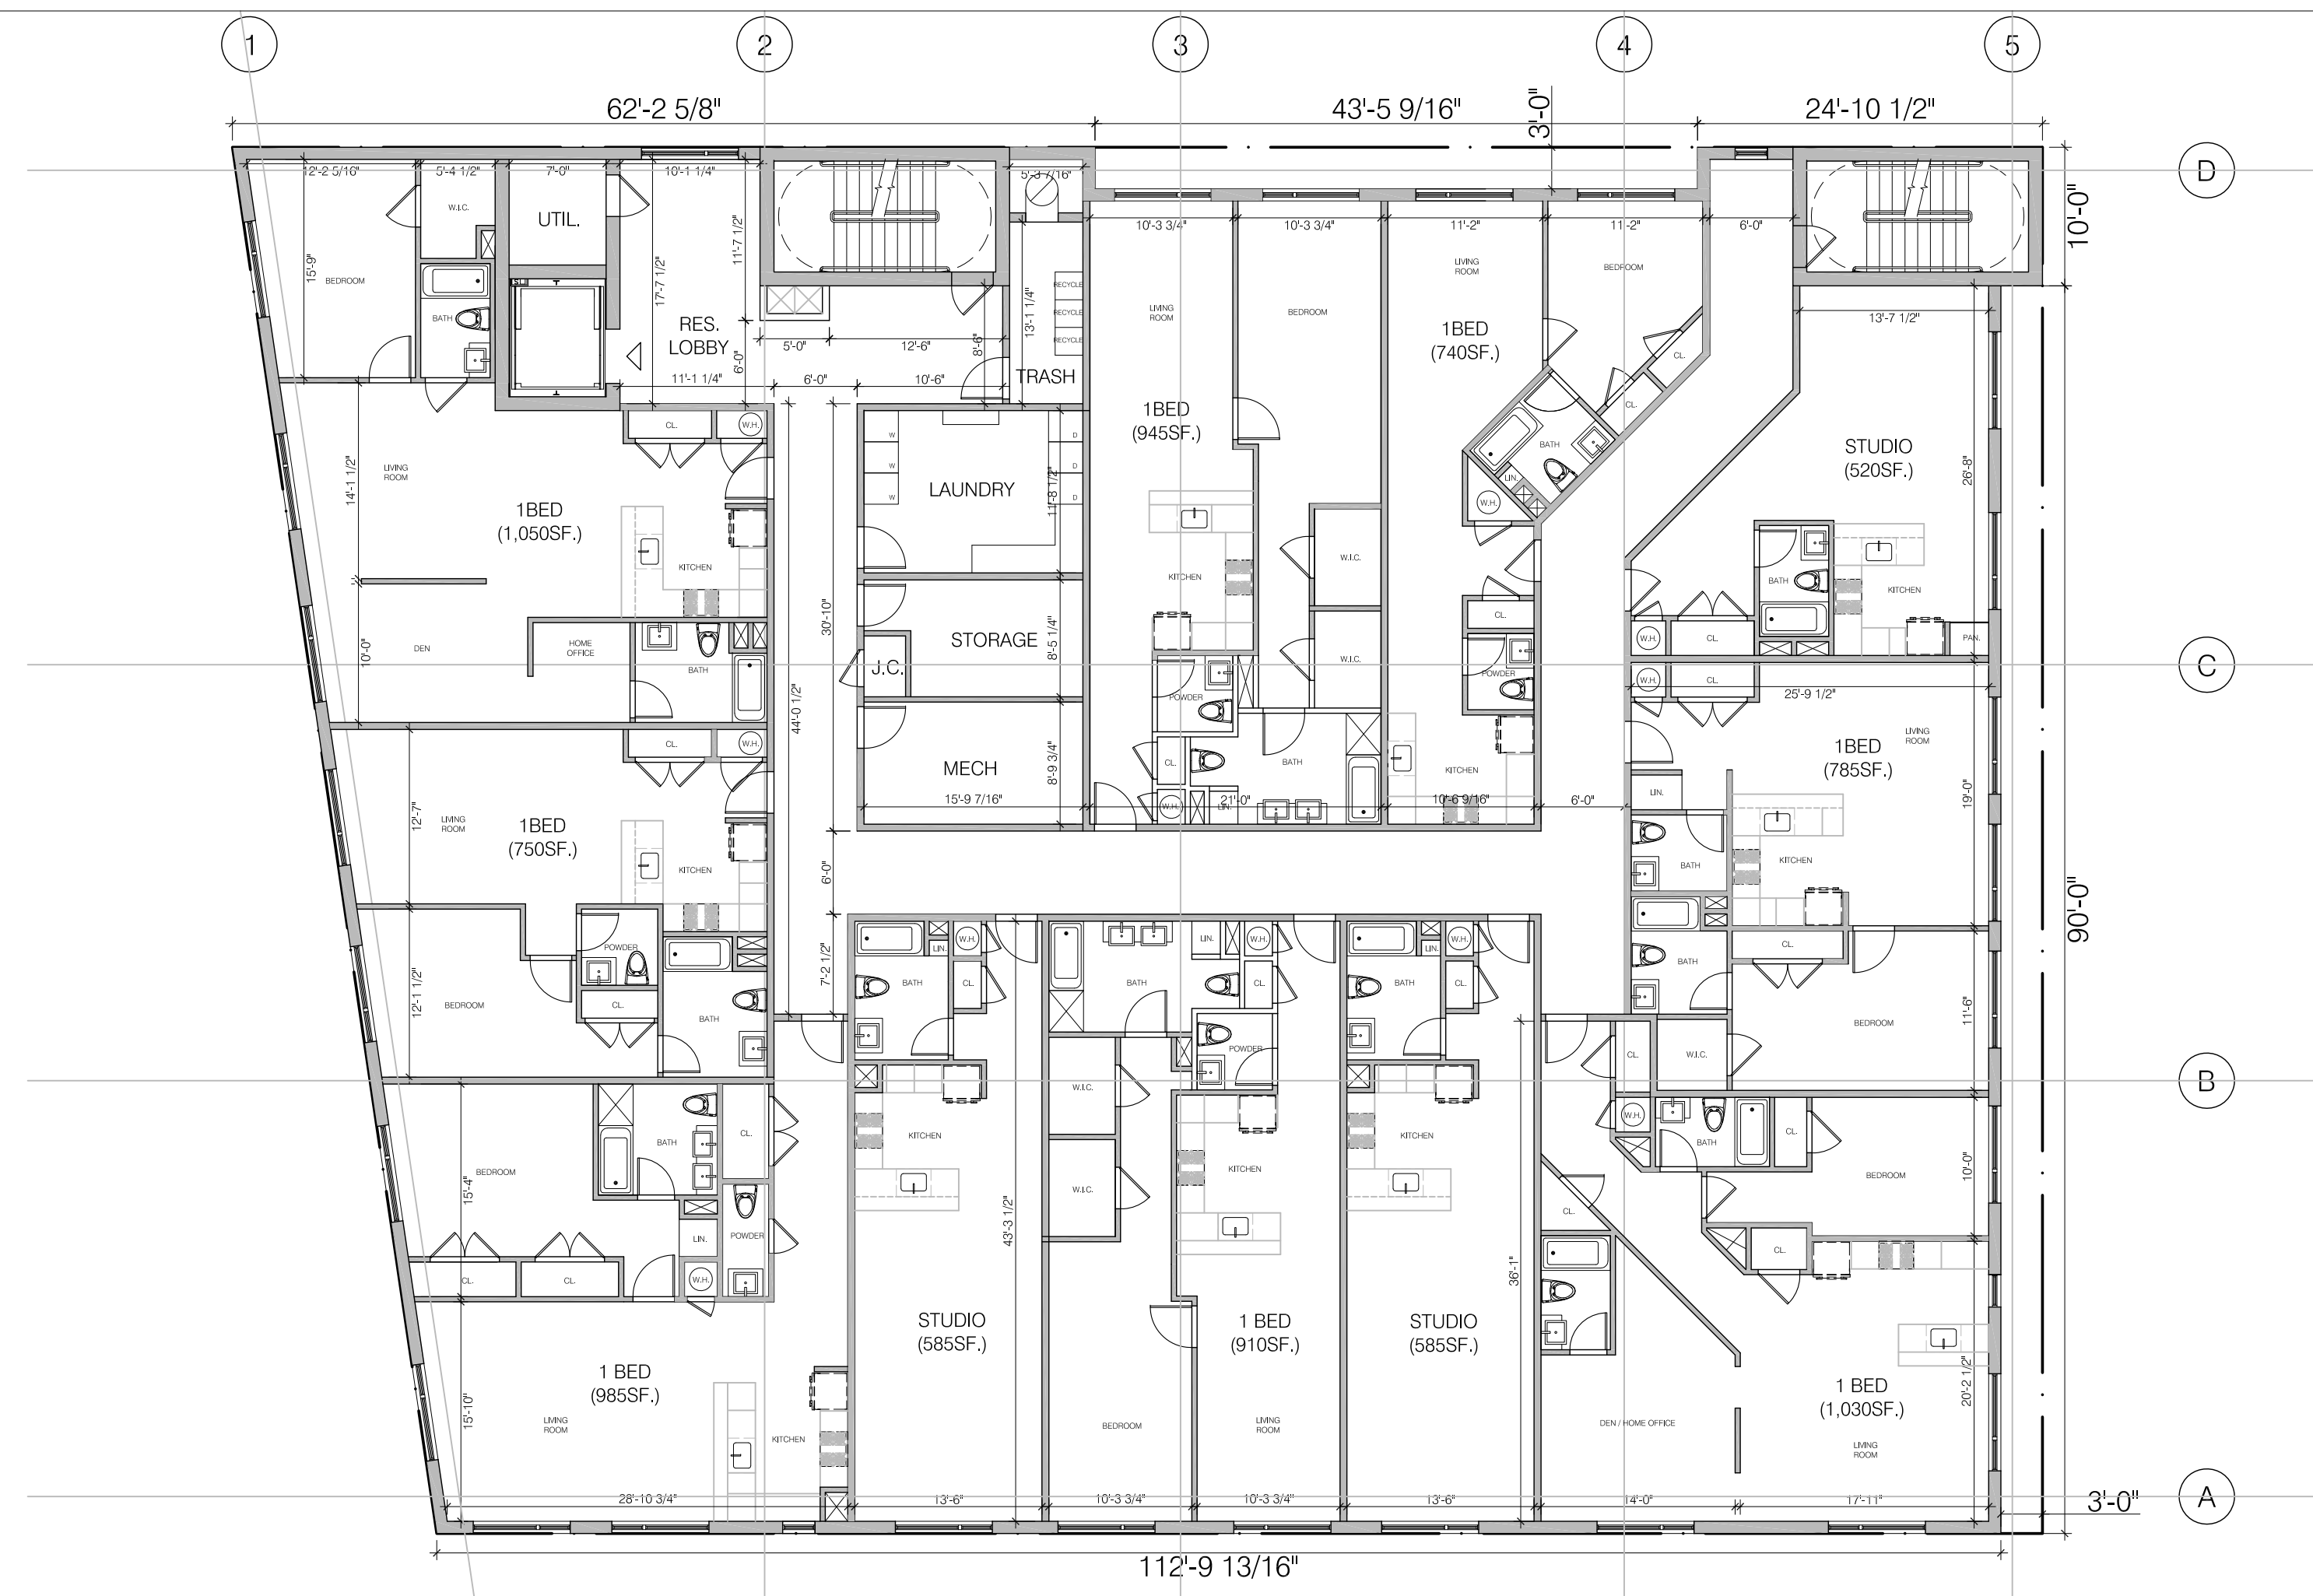 1
2
3
4
5
62'-2 5/8"
43'-5 9/16"
3'-0"
24'-10 1/2"
D
10'-0"
12'-2 5/16"
5'-4 1/2"
7'-0"
10'-1 1/4"
5'-3 7/16"
W.I.C.
UTIL.
11'-7 1/2"
10'-3 3/4"
10'-3 3/4"
11'-2"
11'-2"
6'-0"
15'-9"
BEDROOM
17'-7 1/2"
LIVING
ROOM
BEDROOM
RECYCLE
RECYCLE
RECYCLE
13'-1 1/4"
BATH
RES.
LOBBY
6'-0"
5'-0"
12'-6"
8'-6"
LIVING
ROOM
BEDROOM
1BED
(740SF.)
13'-7 1/2"
CL.
CL.
11'-1 1/4"
6'-0"
10'-6"
TRASH
1BED
(945SF.)
CL.
W.H.
W
W
W
D
D
D
LAUNDRY
11'-8 1/2"
BATH
LIN.
W.H.
STUDIO
(520SF.)
26'-8"
LIVING
ROOM
14'-1 1/2"
1BED
(1,050SF.)
KITCHEN
KITCHEN
W.I.C.
BATH
KITCHEN
30'-10"
STORAGE
8'-5 1/4"
CL.
W.H.
CL.
PAN.
10'-0"
DEN
HOME
OFFICE
BATH
J.C.
W.I.C.
POWDER
POWDER
C
W.H.
CL.
25'-9 1/2"
44'-0 1/2"
CL.
W.H.
MECH
8'-9 3/4"
CL.
BATH
KITCHEN
LIVING
ROOM
1BED
(785SF.)
LIN.
15'-9 7/16"
W.H.
LIN.
21'-0"
10'-6 9/16"
6'-0"
19'-0"
12'-7"
LIVING
ROOM
1BED
(750SF.)
KITCHEN
6'-0"
BATH
KITCHEN
90'-0"
POWDER
7'-2 1/2"
LIN.
W.H.
LIN.
W.H.
LIN.
W.H.
CL.
12'-1 1/2"
BEDROOM
CL.
BATH
BATH
CL.
BATH
CL.
BATH
CL.
BATH
BEDROOM
11'-6"
POWDER
CL.
W.I.C.
B
W.I.C.
W.H.
BATH
CL.
BEDROOM
BATH
CL.
KITCHEN
KITCHEN
KITCHEN
15'-4"
W.I.C.
BEDROOM
10'-0"
LIN.
POWDER
43'-3 1/2"
CL.
CL.
CL.
CL.
W.H.
36'-1"
STUDIO
(585SF.)
1 BED
(910SF.)
STUDIO
(585SF.)
1 BED
(985SF.)
15'-10"
LIVING
ROOM
KITCHEN
BEDROOM
LIVING
ROOM
DEN / HOME OFFICE
1 BED
(1,030SF.)
20'-2 1/2"
LIVING
ROOM
28'-10 3/4"
13'-6"
10'-3 3/4"
10'-3 3/4"
13'-6"
14'-0"
17'-11"
3'-0"
A
112'-9 13/16"